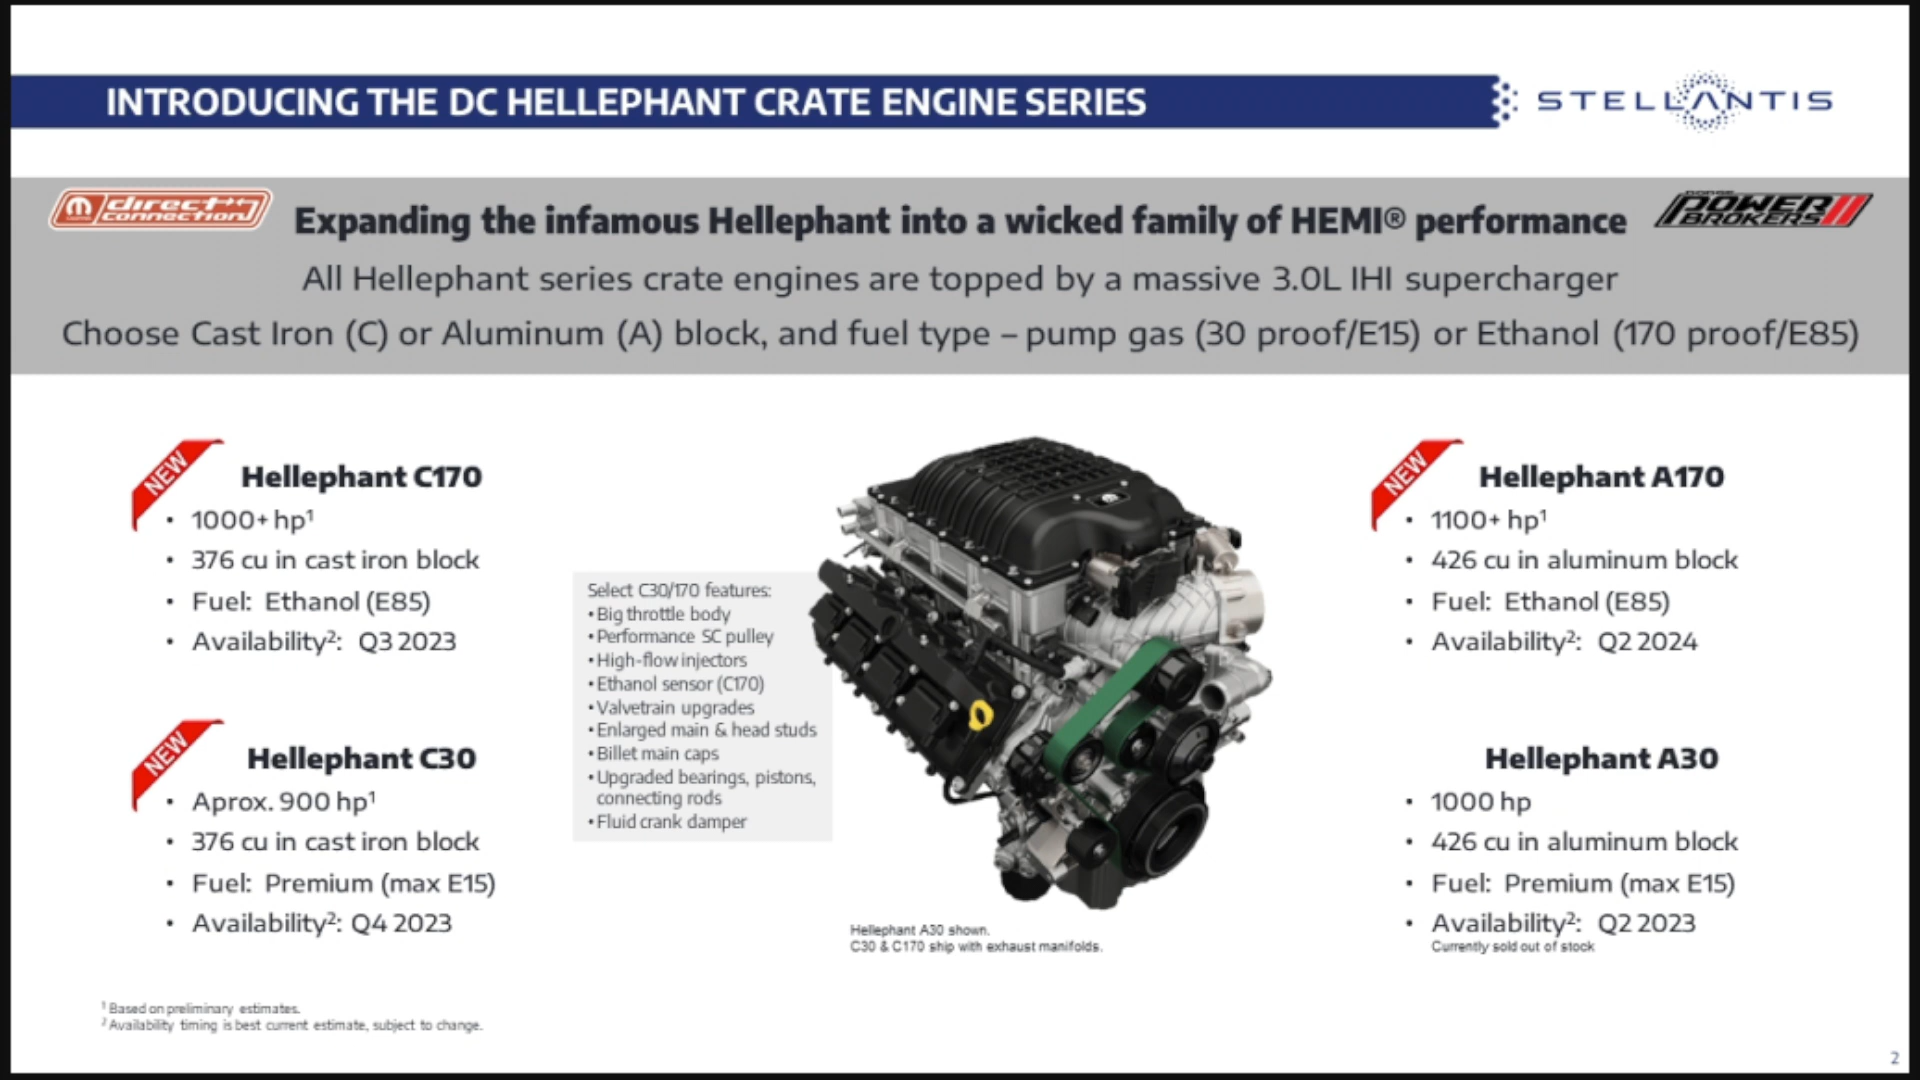 INTRODUCING THE DC HELLEPHANT CRATE ENGINE SERIES
STELLANTIS
direct connection
Expanding the infamous Hellephant into a wicked family of HEMI® performance
DODGE
POWER
BROKERS
All Hellephant series crate engines are topped by a massive 3.0L IHI supercharger
Choose Cast Iron (C) or Aluminum (A) block, and fuel type – pump gas (30 proof/E15) or Ethanol (170 proof/E85)
NEW
Hellephant C170
• 1000+ hp¹
• 376 cu in cast iron block
• Fuel: Ethanol (E85)
• Availability²: Q3 2023
NEW
Hellephant C30
• Aprox. 900 hp¹
• 376 cu in cast iron block
• Fuel: Premium (max E15)
• Availability²: Q4 2023
Select C30/170 features:
• Big throttle body
• Performance SC pulley
• High-flow injectors
• Ethanol sensor (C170)
• Valvetrain upgrades
• Enlarged main & head studs
• Billet main caps
• Upgraded bearings, pistons,
connecting rods
• Fluid crank damper
Hellephant A30 shown.
C30 & C170 ship with exhaust manifolds.
NEW
Hellephant A170
• 1100+ hp¹
• 426 cu in aluminum block
• Fuel: Ethanol (E85)
• Availability²: Q2 2024
Hellephant A30
• 1000 hp
• 426 cu in aluminum block
• Fuel: Premium (max E15)
• Availability²: Q2 2023
Currently sold out of stock
¹ Based on preliminary estimates.
² Availability timing is best current estimate, subject to change.
2